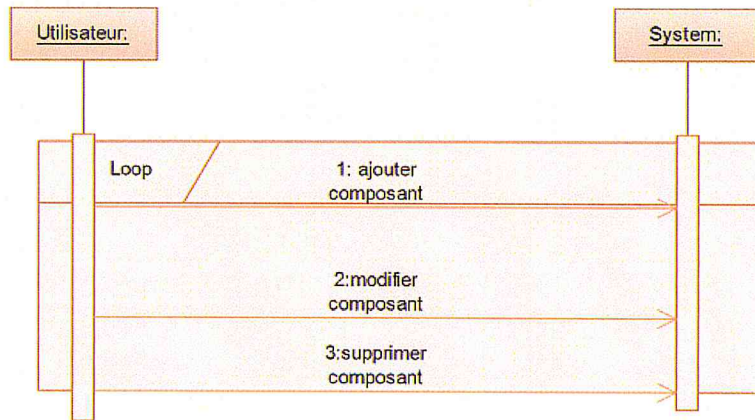 Utilisateur:
System:
Loop
1: ajouter
composant
2:modifier
composant
3:supprimer
composant